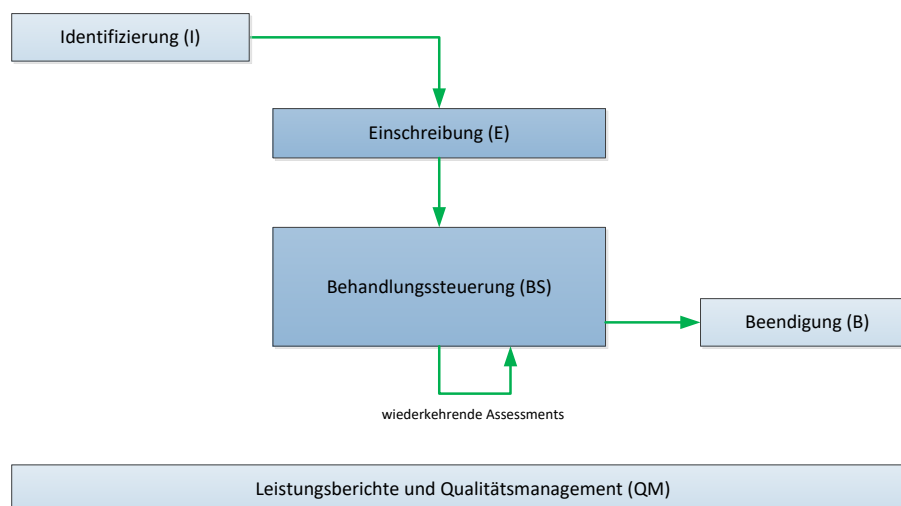 Identifizierung (I)
Einschreibung (E)
Behandlungssteuerung (BS)
Beendigung (B)
wiederkehrende Assessments
Leistungsberichte und Qualitätsmanagement (QM)